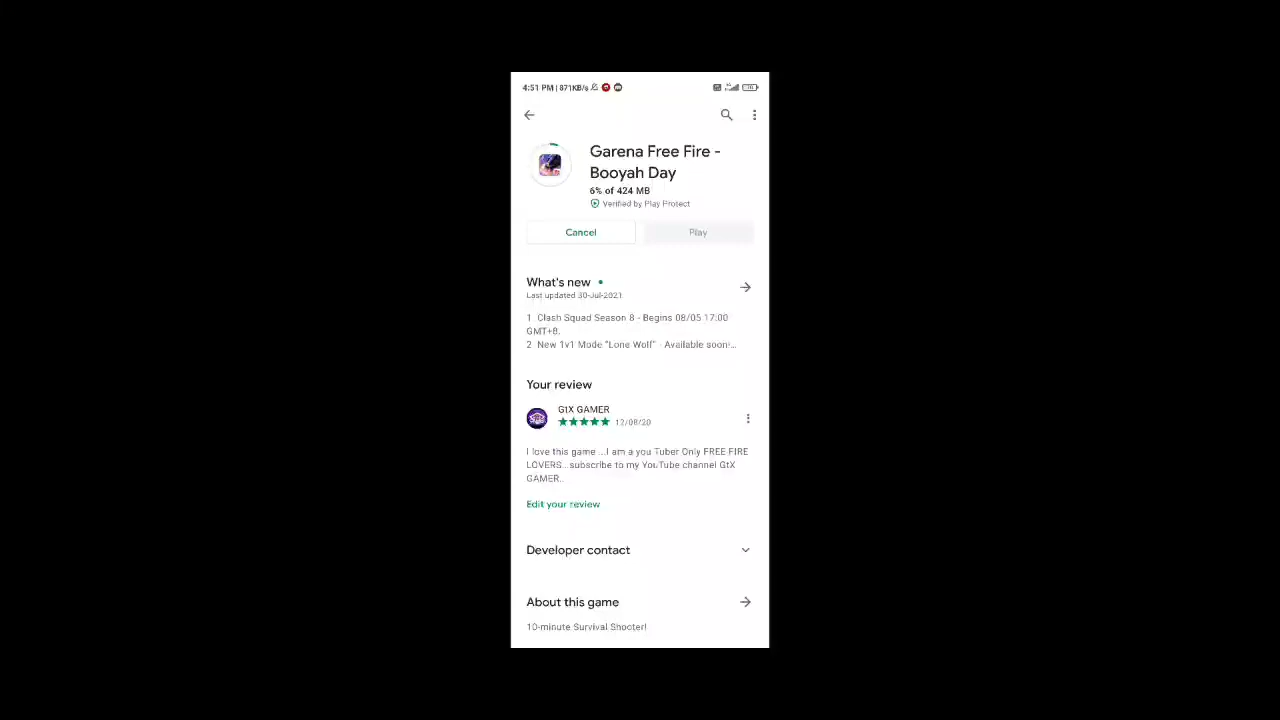 4:51 PM | 871KB/s
Garena Free Fire -
Booyah Day
6% of 424 MB
Verified by Play Protect
Cancel
Play
What's new
Last updated 30-Jul-2021
1 Clash Squad Season 8 - Begins 08/05 17:00
GMT+8.
2 New 1v1 Mode "Lone Wolf" - Available soon!...
Your review
GtX GAMER
12/08/20
I love this game ...I am a you Tuber Only FREE FIRE
LOVERS...subscribe to my YouTube channel GtX
GAMER..
Edit your review
Developer contact
About this game
10-minute Survival Shooter!